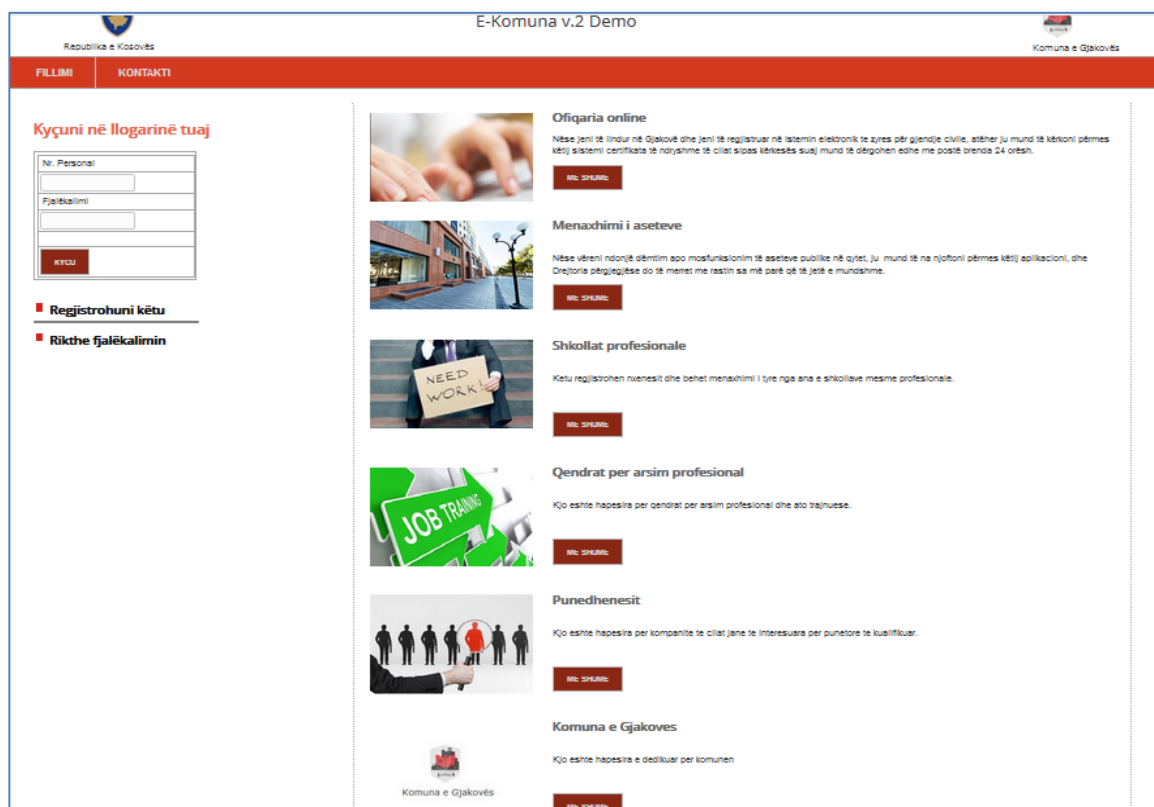 E-Komuna v.2 Demo
Republika e Kosovës
Komuna e Gjakovës
FILLIMI
KONTAKTI
Kyçuni në llogarinë tuaj
Nr. Personal
Fjalëkalimi
KYCU
Regjistrohuni këtu
Rikthe fjalëkalimin
Ofiqaria online
Nëse jeni të lindur në Gjakovë dhe jeni të regjistruar në istemin elektronik te zyres për gjendje civile, atëher ju mund të kërkoni përmes
këtij sistemi certifikata të ndryshme të cilat sipas kërkesës suaj mund të dërgohen edhe me postë brenda 24 orësh.
ME SHUME
Menaxhimi i aseteve
Nëse vëreni ndonjë dëmtim apo mosfunksionim të aseteve publike në qytet, ju mund të na njoftoni përmes këtij aplikacioni, dhe
Drejtoria përgjegjëse do të merret me rastin sa më parë që të jetë e mundshme.
ME SHUME
NEED
WORK!
Shkollat profesionale
Ketu regjistrohen nxenesit dhe behet menaxhimi i tyre nga ana e shkollave mesme profesionale.
ME SHUME
JOB TRAINING
Qendrat per arsim profesional
Kjo eshte hapesira per qendrat per arsim profesional dhe ato trajnuese.
ME SHUME
Punedhenesit
Kjo eshte hapesira per kompanite te cilat jane te interesuara per punetore te kualifikuar.
ME SHUME
Komuna e Gjakovës
Komuna e Gjakoves
Kjo eshte hapesira e dedikuar per komunen
ME SHUME